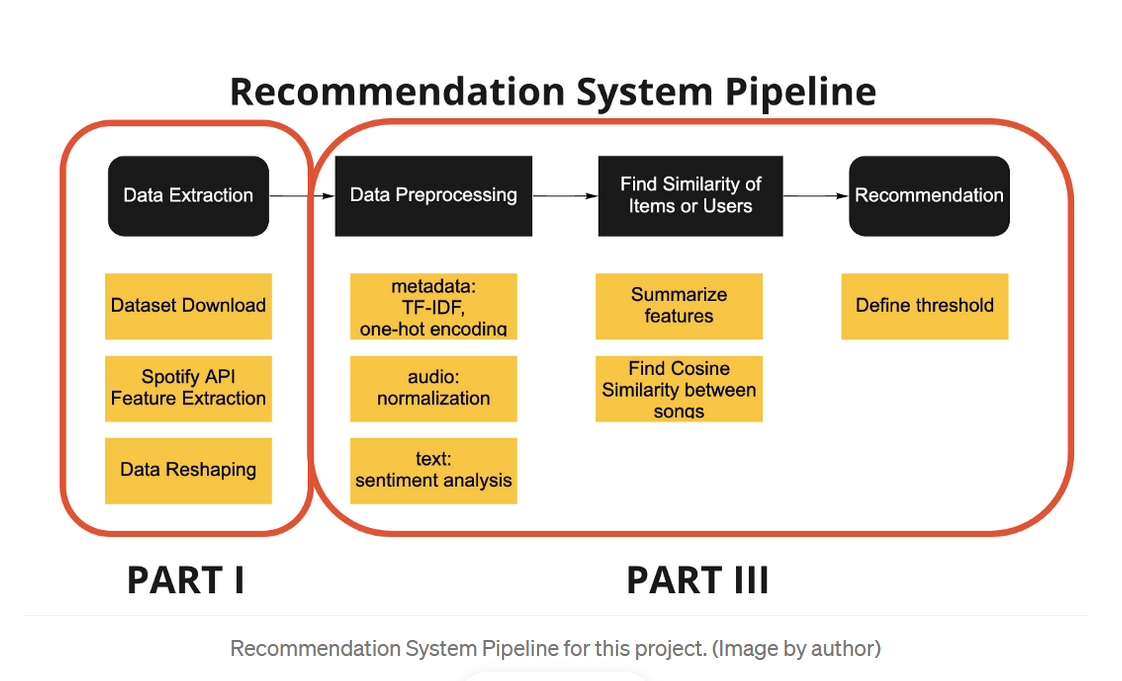 Recommendation System Pipeline
Data Extraction
Data Preprocessing
Find Similarity of
Items or Users
Recommendation
Dataset Download
metadata:
TF-IDF,
one-hot encoding
Summarize
features
Define threshold
Spotify API
Feature Extraction
audio:
normalization
Find Cosine
Similarity between
songs
Data Reshaping
text:
sentiment analysis
PART I
PART III
Recommendation System Pipeline for this project. (Image by author)